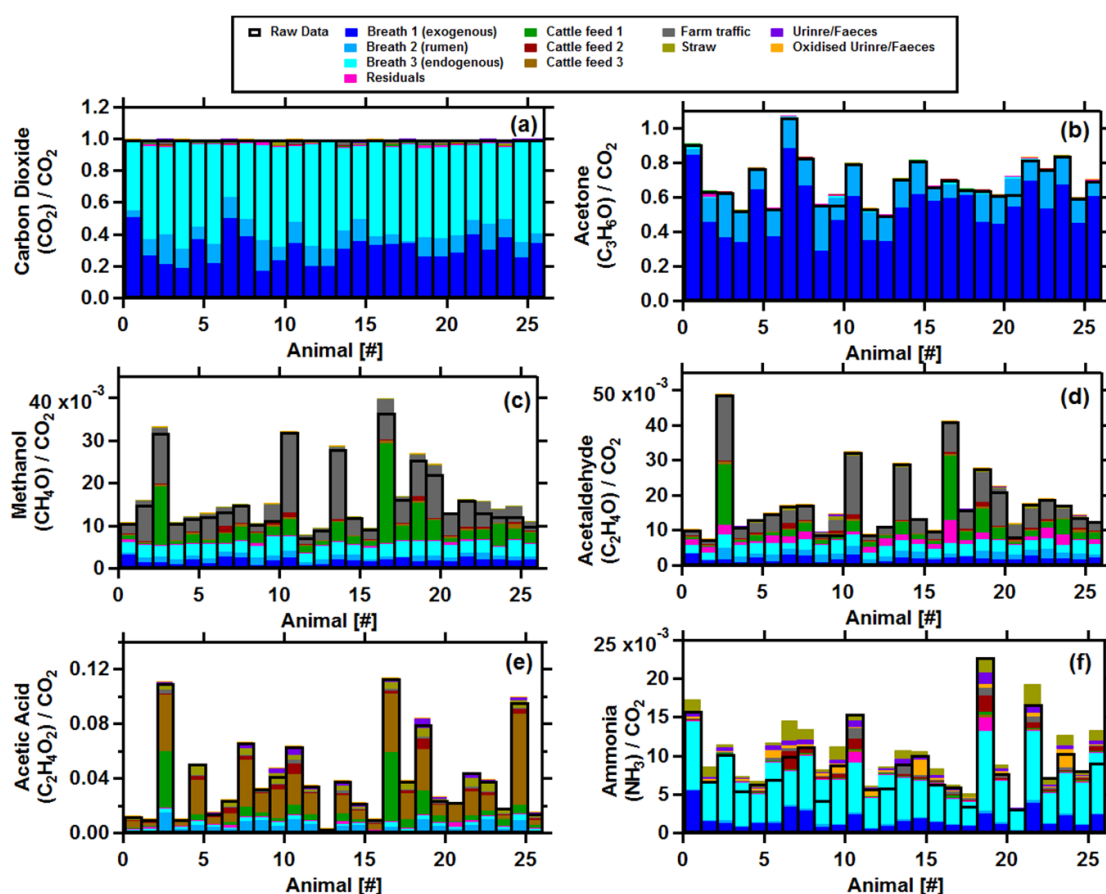 Raw Data Breath 1 (exogenous) Cattle feed 1 Farm traffic Urinre/Faeces
Breath 2 (rumen) Cattle feed 2 Straw Oxidised Urinre/Faeces
Breath 3 (endogenous) Cattle feed 3
Residuals
(a)
Carbon Dioxide
(CO2) / CO2
1.2
1.0
0.8
0.6
0.4
0.2
0.0
0 5 10 15 20 25
Animal [#]
(b)
Acetone
(C3H6O) / CO2
1.0
0.8
0.6
0.4
0.2
0.0
0 5 10 15 20 25
Animal [#]
(c)
Methanol
(CH4O) / CO2
40 x10-3
30
20
10
0
0 5 10 15 20 25
Animal [#]
(d)
Acetaldehyde
(C2H4O) / CO2
50 x10-3
40
30
20
10
0
0 5 10 15 20 25
Animal [#]
(e)
Acetic Acid
(C2H4O2) / CO2
0.12
0.08
0.04
0.00
0 5 10 15 20 25
Animal [#]
(f)
Ammonia
(NH3) / CO2
25 x10-3
20
15
10
5
0
0 5 10 15 20 25
Animal [#]